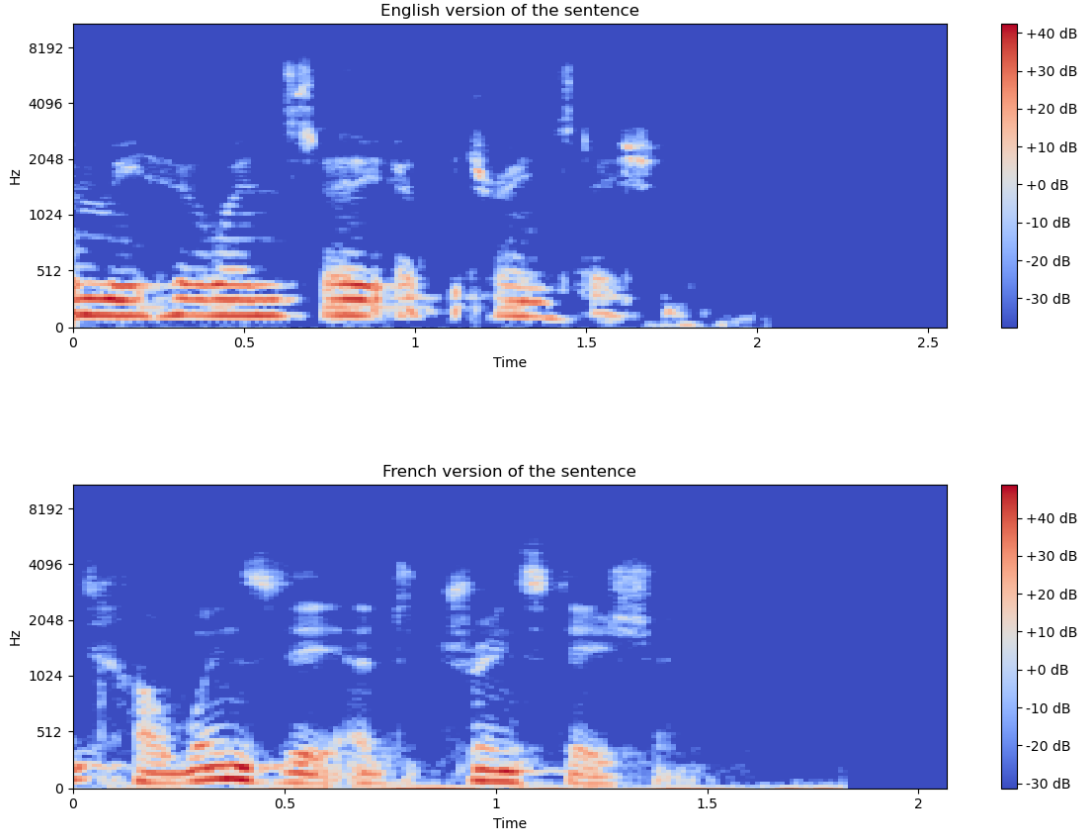 English version of the sentence
8192
4096
2048
1024
512
0
Hz
0
0.5
1
1.5
2
2.5
Time
+40 dB
+30 dB
+20 dB
+10 dB
+0 dB
-10 dB
-20 dB
-30 dB
French version of the sentence
8192
4096
2048
1024
512
0
Hz
0
0.5
1
1.5
2
Time
+40 dB
+30 dB
+20 dB
+10 dB
+0 dB
-10 dB
-20 dB
-30 dB